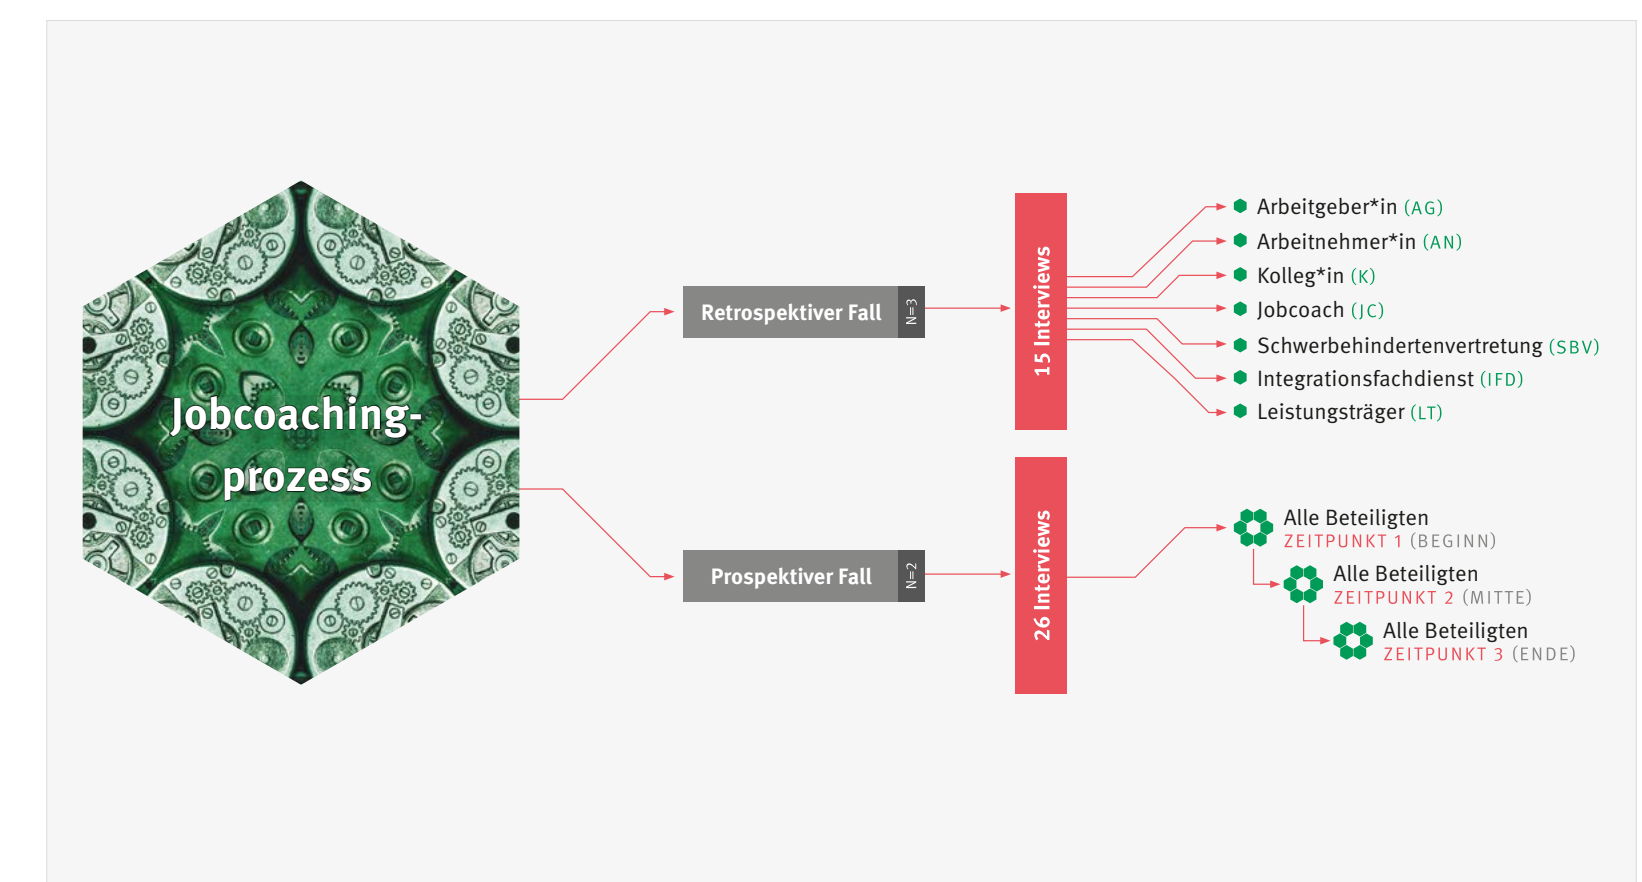 Jobcoaching-
prozess
Retrospektiver Fall
N=3
15 Interviews
Arbeitgeber*in (AG)
Arbeitnehmer*in (AN)
Kolleg*in (K)
Jobcoach (JC)
Schwerbehindertenvertretung (SBV)
Integrationsfachdienst (IFD)
Leistungsträger (LT)
Prospektiver Fall
N=2
26 Interviews
Alle Beteiligten
ZEITPUNKT 1 (BEGINN)
Alle Beteiligten
ZEITPUNKT 2 (MITTE)
Alle Beteiligten
ZEITPUNKT 3 (ENDE)